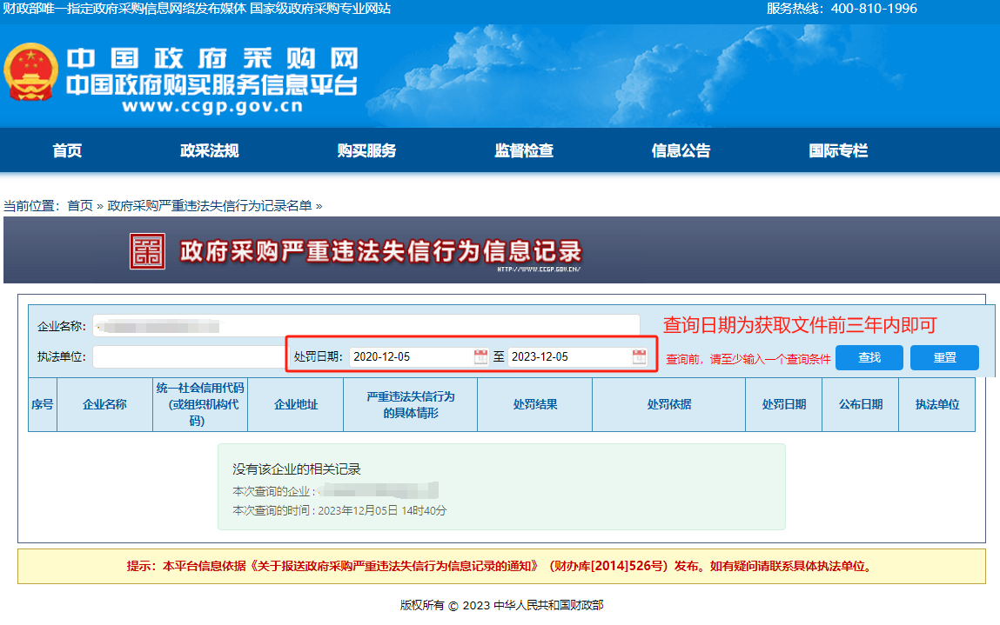 财政部唯一指定政府采购信息网络发布媒体 国家级政府采购专业网站
服务热线：400-810-1996
中国政府采购网
中国政府购买服务信息平台
www.ccgp.gov.cn
首页 政采法规 购买服务 监督检查 信息公告 国际专栏
当前位置：首页 » 政府采购严重违法失信行为记录名单 »
政府采购严重违法失信行为信息记录
HTTP://WWW.CCGP.GOV.CN/
企业名称：
查询日期为获取文件前三年内即可
执法单位： 处罚日期： 2020-12-05 至 2023-12-05 查询前，请至少输入一个查询条件 查找 重置
序号 企业名称 统一社会信用代码（或组织机构代码） 企业地址 严重违法失信行为的具体情形 处罚结果 处罚依据 处罚日期 公布日期 执法单位
没有该企业的相关记录
本次查询的企业：
本次查询的时间：2023年12月05日 14时40分
提示：本平台信息依据《关于报送政府采购严重违法失信行为信息记录的通知》（财办库[2014]526号）发布。如有疑问请联系具体执法单位。
版权所有 © 2023 中华人民共和国财政部